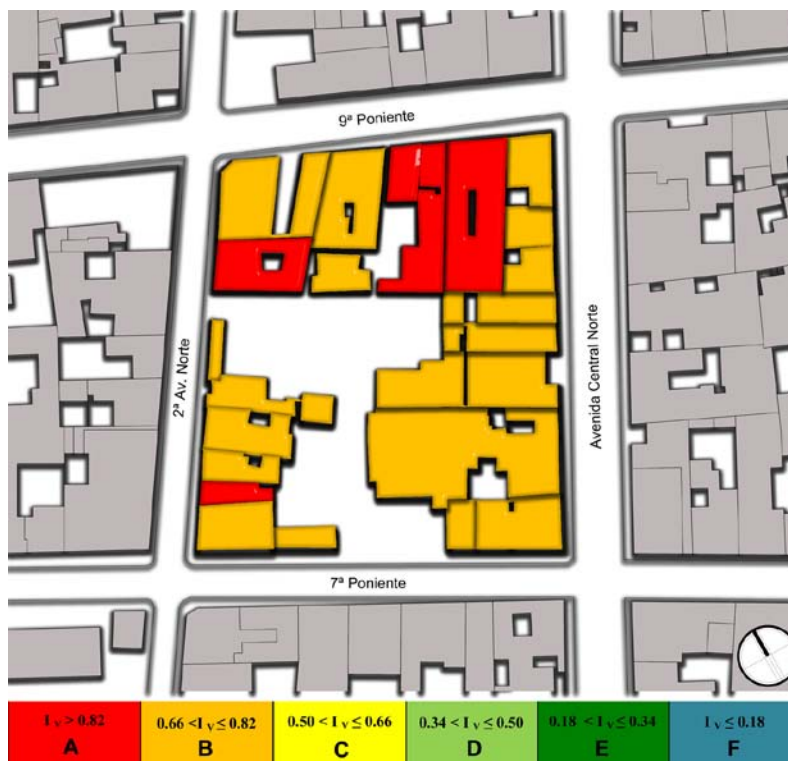 9ª Poniente
2ª Av. Norte
Avenida Central Norte
7ª Poniente
I v > 0.82
A
0.66 <I v ≤ 0.82
B
0.50 < I v ≤ 0.66
C
0.34 < I v ≤ 0.50
D
0.18 < I v ≤ 0.34
E
I v ≤ 0.18
F